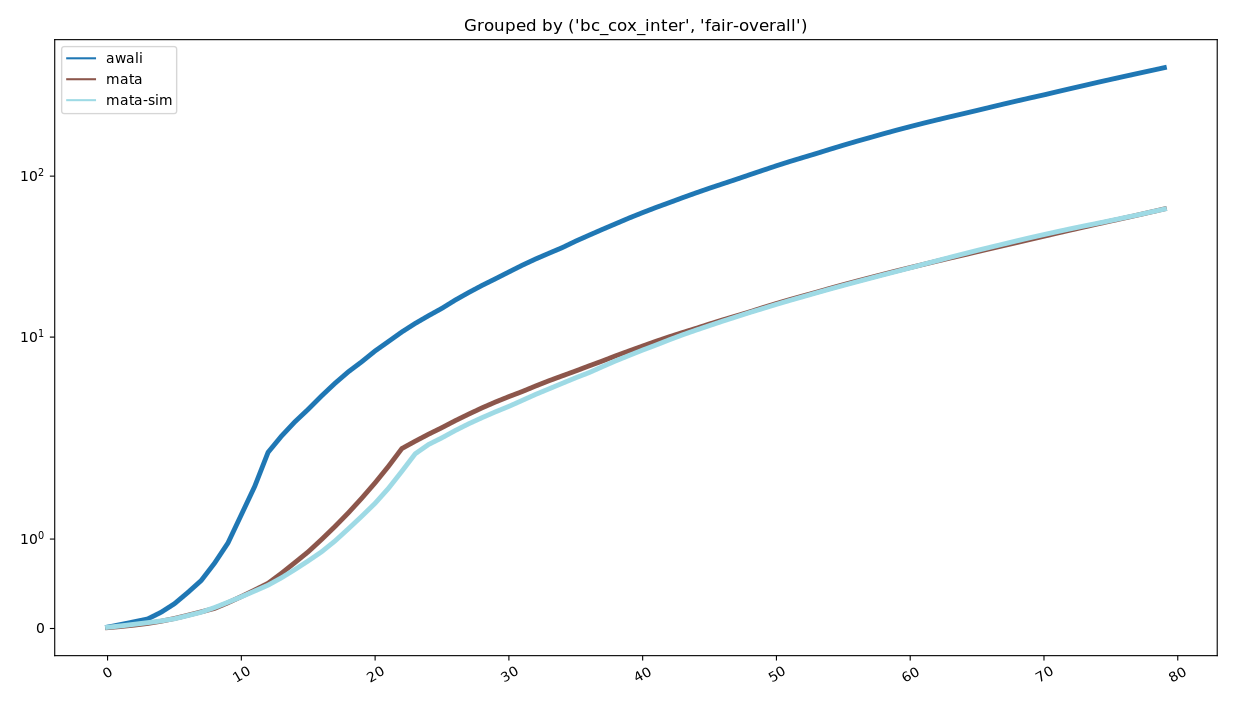 Grouped by ('bc_cox_inter', 'fair-overall')
awali
mata
mata-sim
10²
10¹
10⁰
0
0 10 20 30 40 50 60 70 80